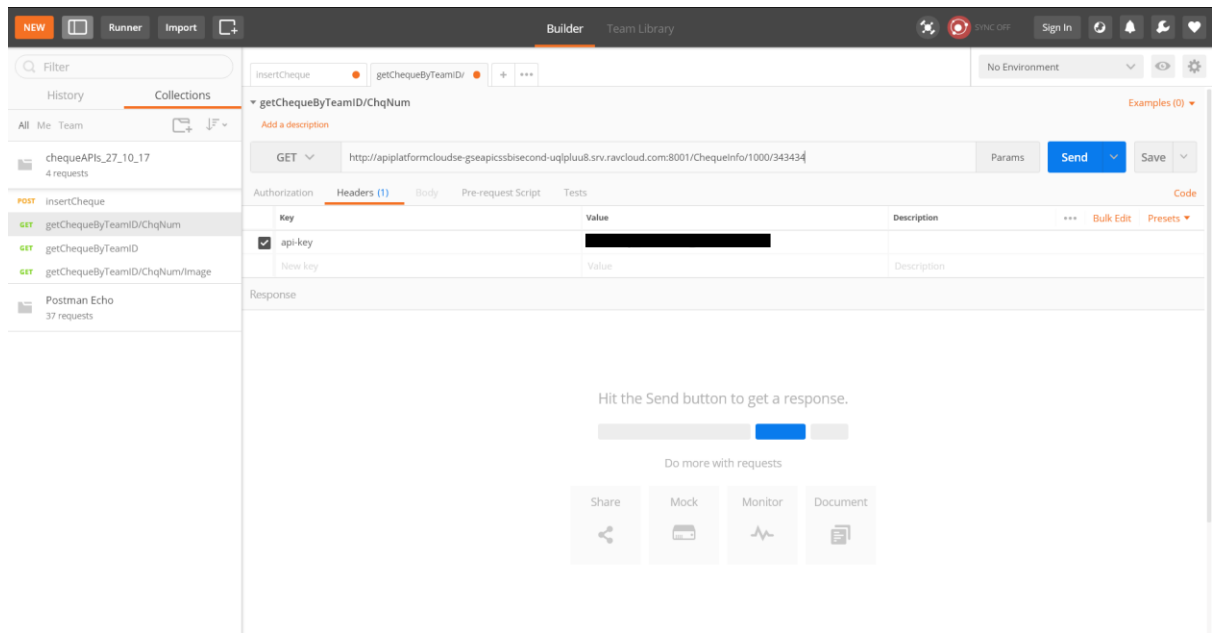 NEW Runner Import Builder Team Library SYNC OFF Sign In
Filter
History Collections
All Me Team
chequeAPIs_27_10_17
4 requests
POST insertCheque
GET getChequeByTeamID/ChqNum
GET getChequeByTeamID
GET getChequeByTeamID/ChqNum/Image
Postman Echo
37 requests
insertCheque getChequeByTeamID/ + ••• No Environment
getChequeByTeamID/ChqNum Examples (0)
Add a description
GET http://apiplatformcloudse-gseapicssbisecond-uqlpluu8.srv.ravcloud.com:8001/ChequeInfo/1000/343434 Params Send Save
Authorization Headers (1) Body Pre-request Script Tests Code
Key Value Description ••• Bulk Edit Presets
api-key
New key Value Description
Response
Hit the Send button to get a response.
Do more with requests
Share Mock Monitor Document